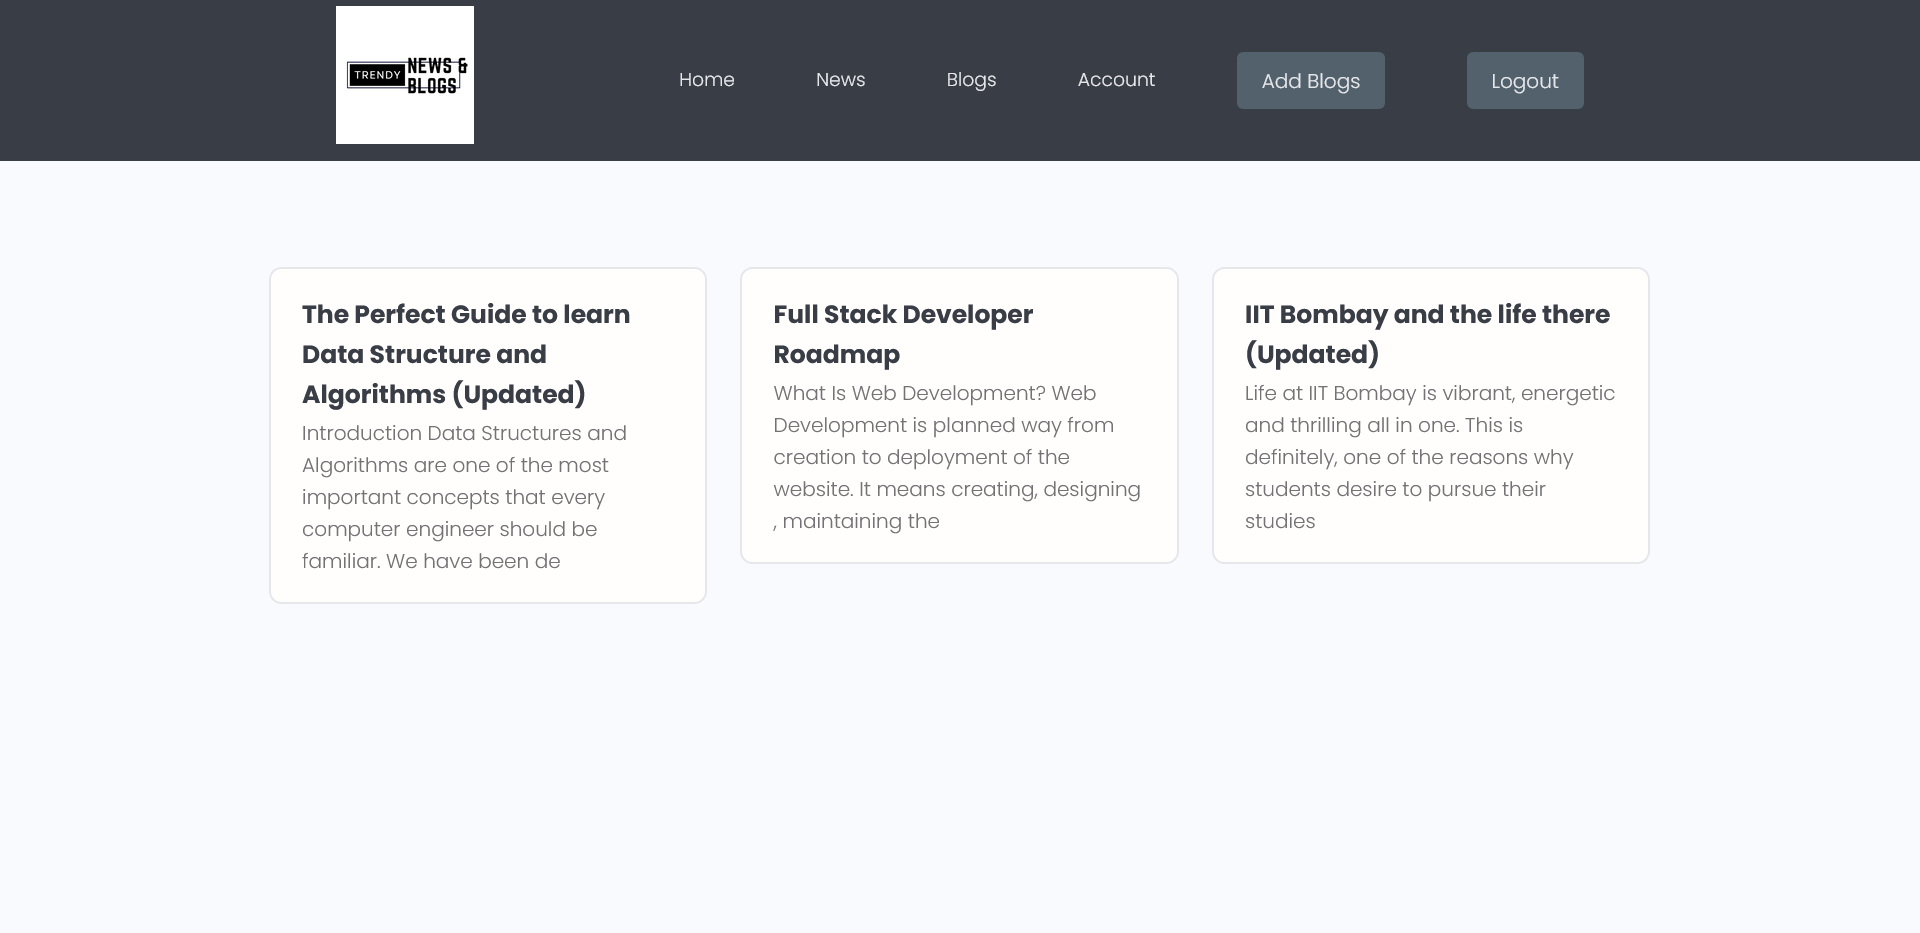 TRENDY
NEWS &
BLOGS
Home
News
Blogs
Account
Add Blogs
Logout
The Perfect Guide to learn
Data Structure and
Algorithms (Updated)
Introduction Data Structures and
Algorithms are one of the most
important concepts that every
computer engineer should be
familiar. We have been de
Full Stack Developer
Roadmap
What Is Web Development? Web
Development is planned way from
creation to deployment of the
website. It means creating, designing
, maintaining the
IIT Bombay and the life there
(Updated)
Life at IIT Bombay is vibrant, energetic
and thrilling all in one. This is
definitely, one of the reasons why
students desire to pursue their
studies